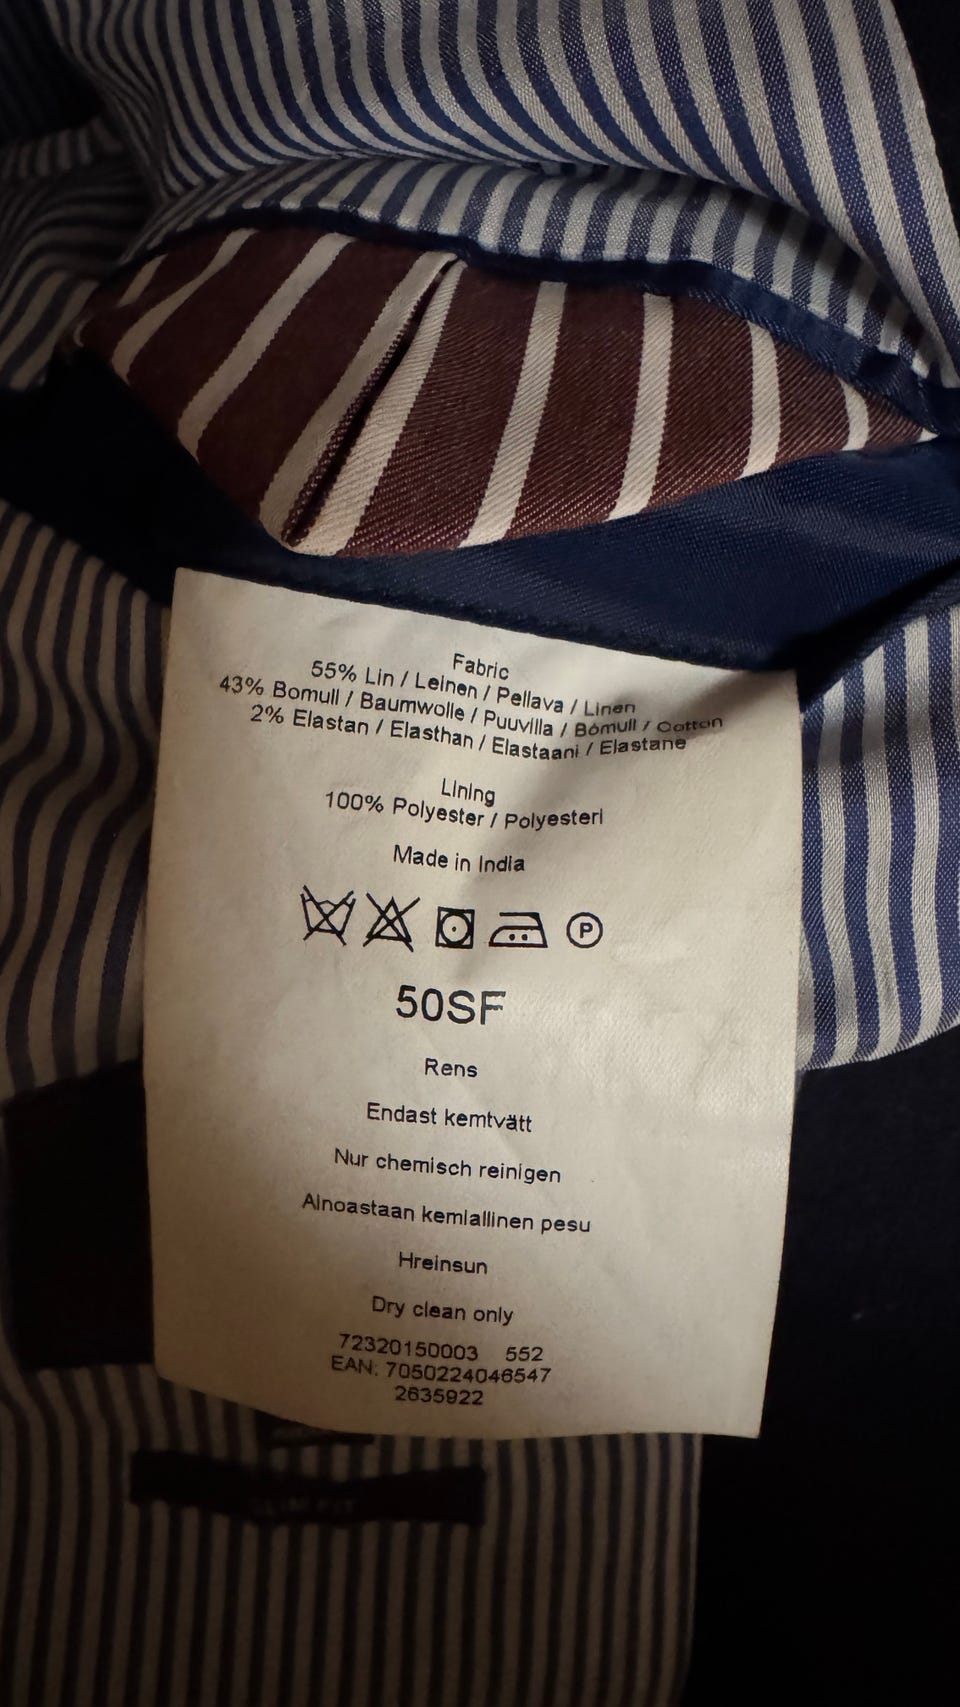 Fabric
55% Lin / Leinen / Pellava / Linen
43% Bomull / Baumwolle / Puuvilla / Bómull / Cotton
2% Elastan / Elasthan / Elastaani / Elastane
Lining
100% Polyester / Polyesteri
Made in India
P
50SF
Rens
Endast kemtvätt
Nur chemisch reinigen
Ainoastaan kemiallinen pesu
Hreinsun
Dry clean only
72320150003 552
EAN: 7050224046547
2635922
SLIM FIT